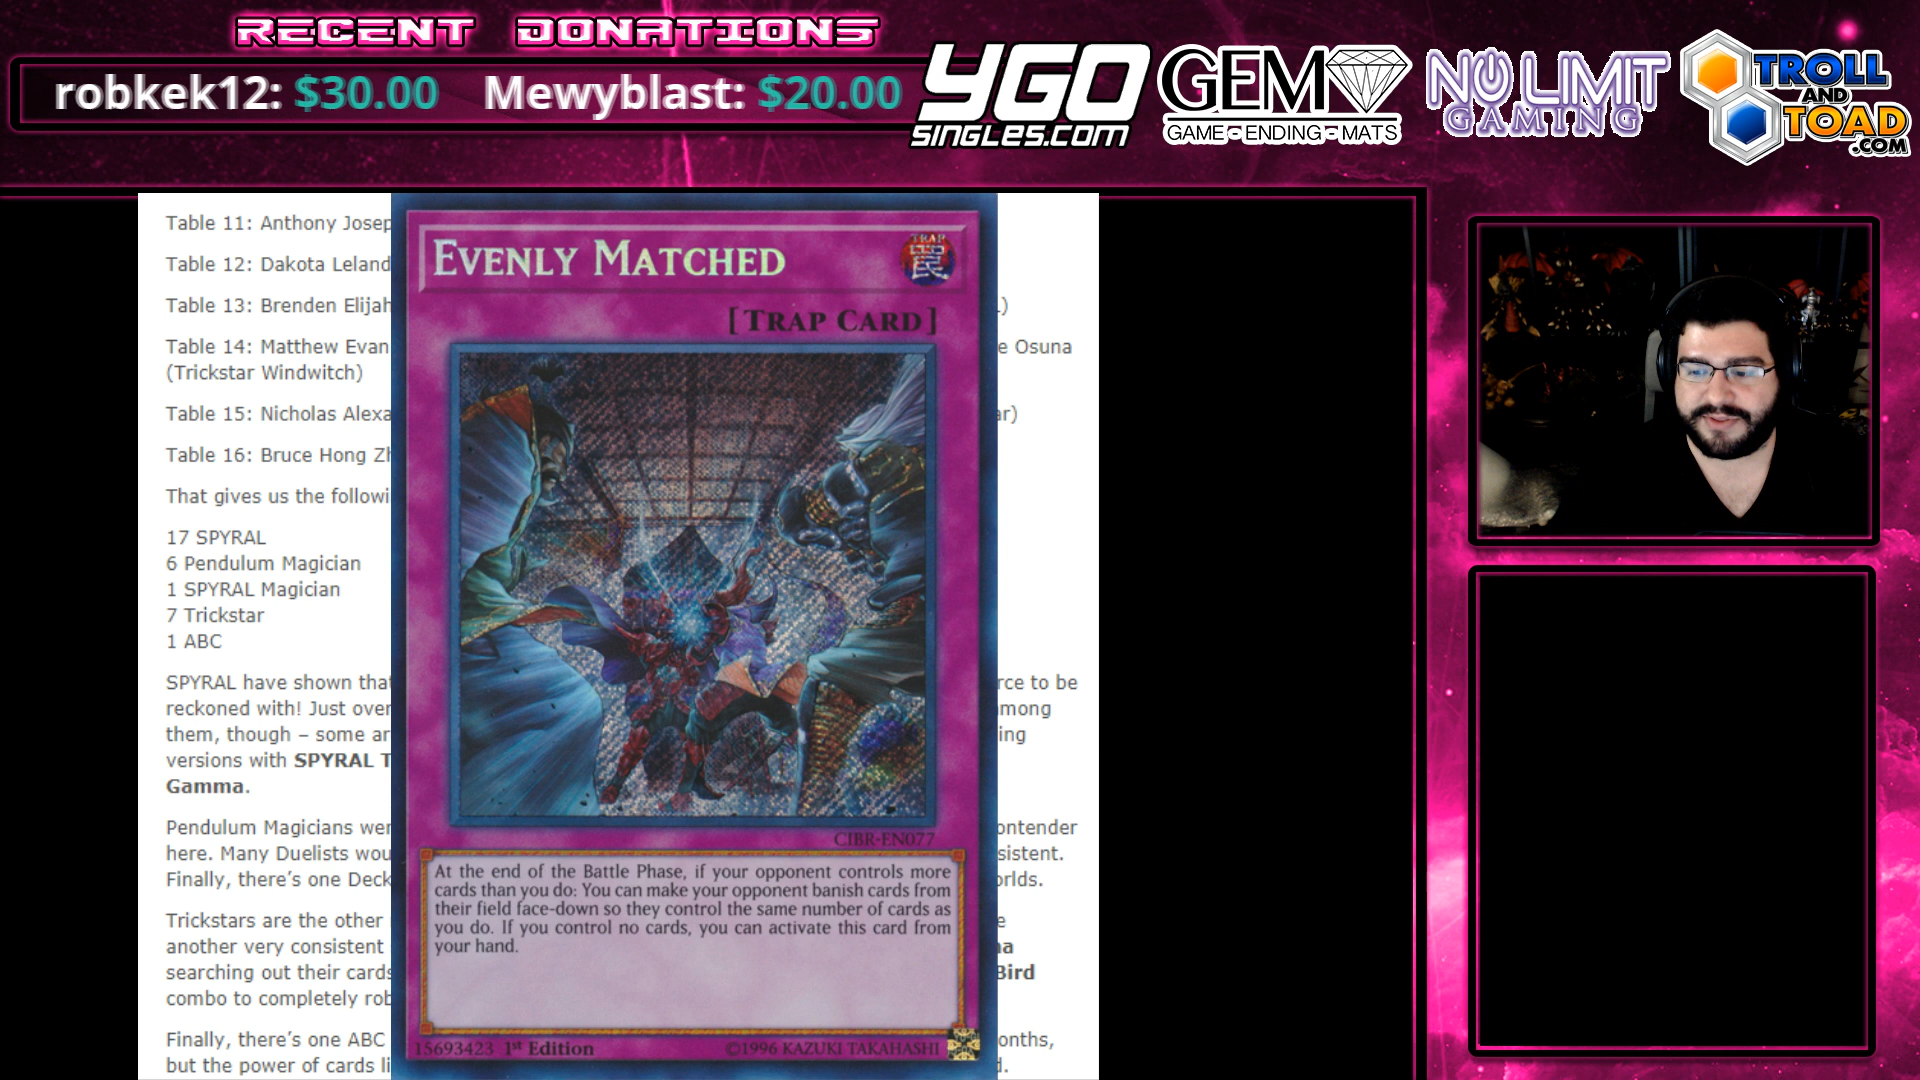 RECENT DONATIONS
robkek12: $30.00 Mewyblast: $20.00
YGO
SINGLES.COM
GEM
GAME-ENDING-MATS
NO LIMIT
GAMING
TROLL
AND
TOAD
.COM
Table 11: Anthony Josep
Table 12: Dakota Leland
Table 13: Brenden Elijah
)
Table 14: Matthew Evan
e Osuna
(Trickstar Windwitch)
Table 15: Nicholas Alexa
ar)
Table 16: Bruce Hong Zh
That gives us the followi
17 SPYRAL
6 Pendulum Magician
1 SPYRAL Magician
7 Trickstar
1 ABC
SPYRAL have shown that
rce to be
reckoned with! Just over
among
them, though – some ar
ing
versions with SPYRAL T
Gamma.
Pendulum Magicians wer
ontender
here. Many Duelists wou
sistent.
Finally, there's one Deck
orlds.
Trickstars are the other
e
another very consistent
na
searching out their cards
Bird
combo to completely rob
Finally, there's one ABC
onths,
but the power of cards li
d.
EVENLY MATCHED
TRAP
罠
[TRAP CARD]
CIBR-EN077
At the end of the Battle Phase, if your opponent controls more
cards than you do: You can make your opponent banish cards from
their field face-down so they control the same number of cards as
you do. If you control no cards, you can activate this card from
your hand.
15693423 1st Edition ©1996 KAZUKI TAKAHASHI